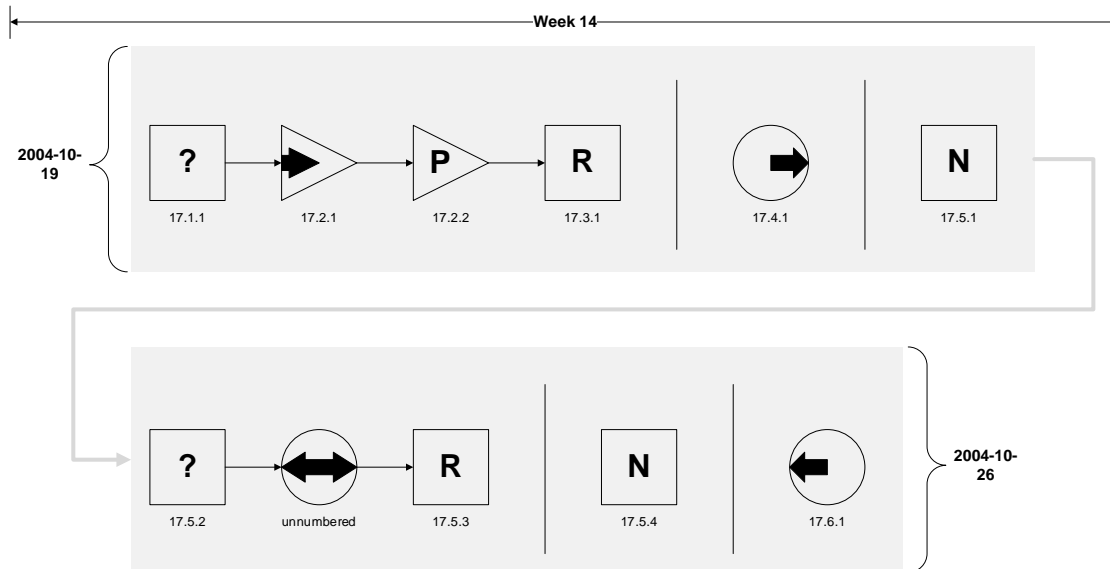 Week 14
2004-10-
19
?
P
R
N
17.1.1
17.2.1
17.2.2
17.3.1
17.4.1
17.5.1
?
R
N
17.5.2
unnumbered
17.5.3
17.5.4
17.6.1
2004-10-
26